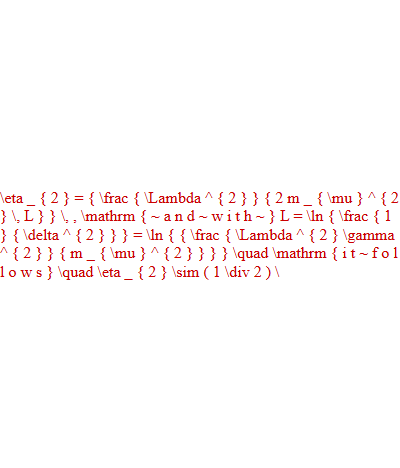 \eta _ { 2 } = { \frac { \Lambda ^ { 2 } } { 2 m _ { \mu } ^ { 2
} \, L } } \, , \mathrm { ~ a n d ~ w i t h ~ } L = \ln { \frac { 1
} { \delta ^ { 2 } } } = \ln { { \frac { \Lambda ^ { 2 } \gamma
^ { 2 } } { m _ { \mu } ^ { 2 } } } } \quad \mathrm { i t ~ f o l
l o w s } \quad \eta _ { 2 } \sim ( 1 \div 2 ) \